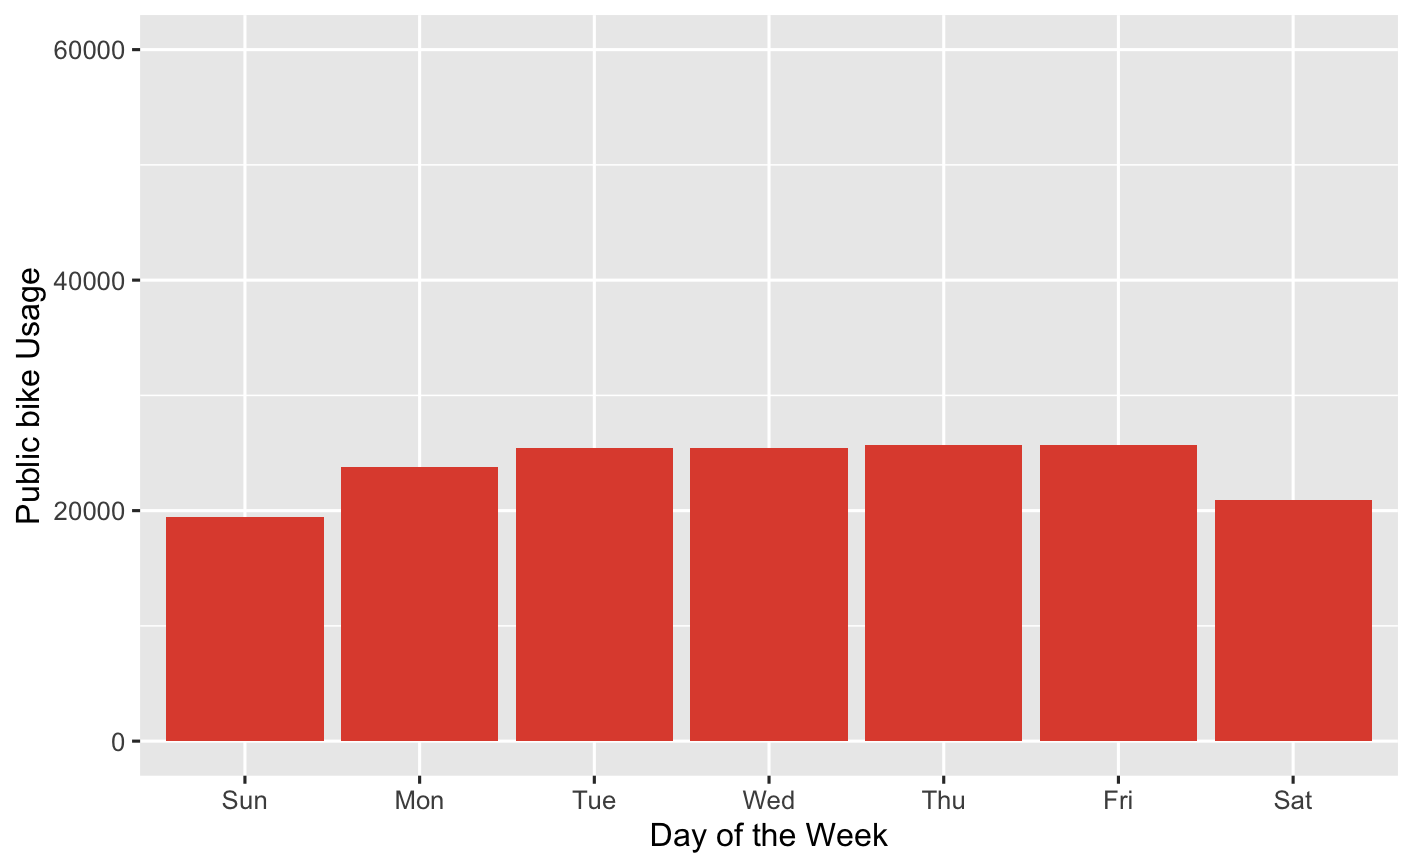 60000
40000
20000
0
Public bike Usage
Sun Mon Tue Wed Thu Fri Sat
Day of the Week